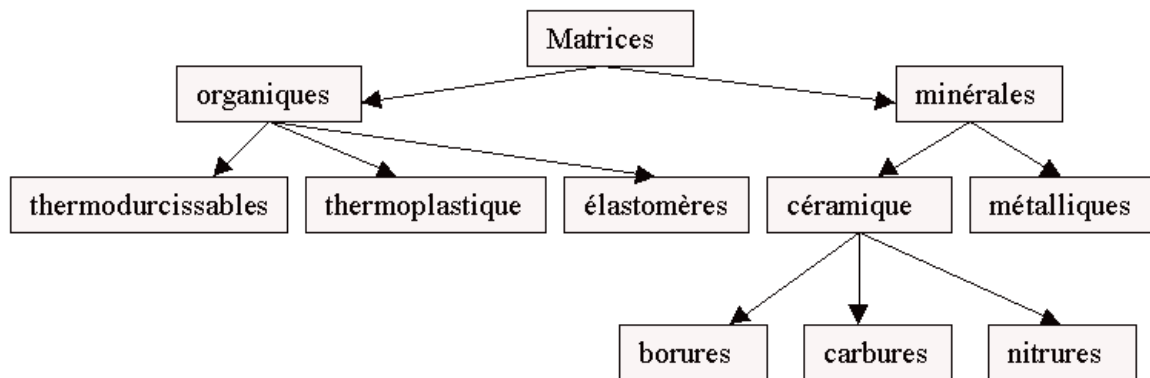 Matrices
organiques
minérales
thermodurcissables
thermoplastique
élastomères
céramique
métalliques
borures
carbures
nitrures